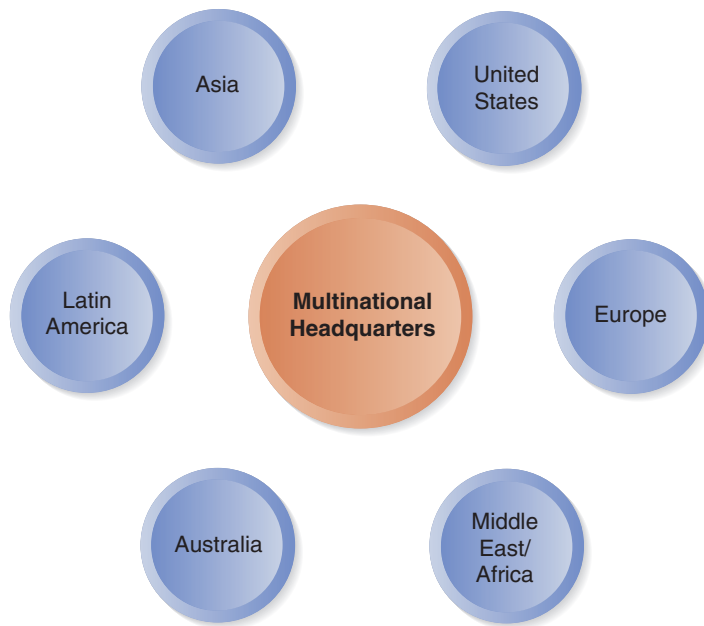 Asia
United
States
Latin
America
Multinational
Headquarters
Europe
Australia
Middle
East/
Africa